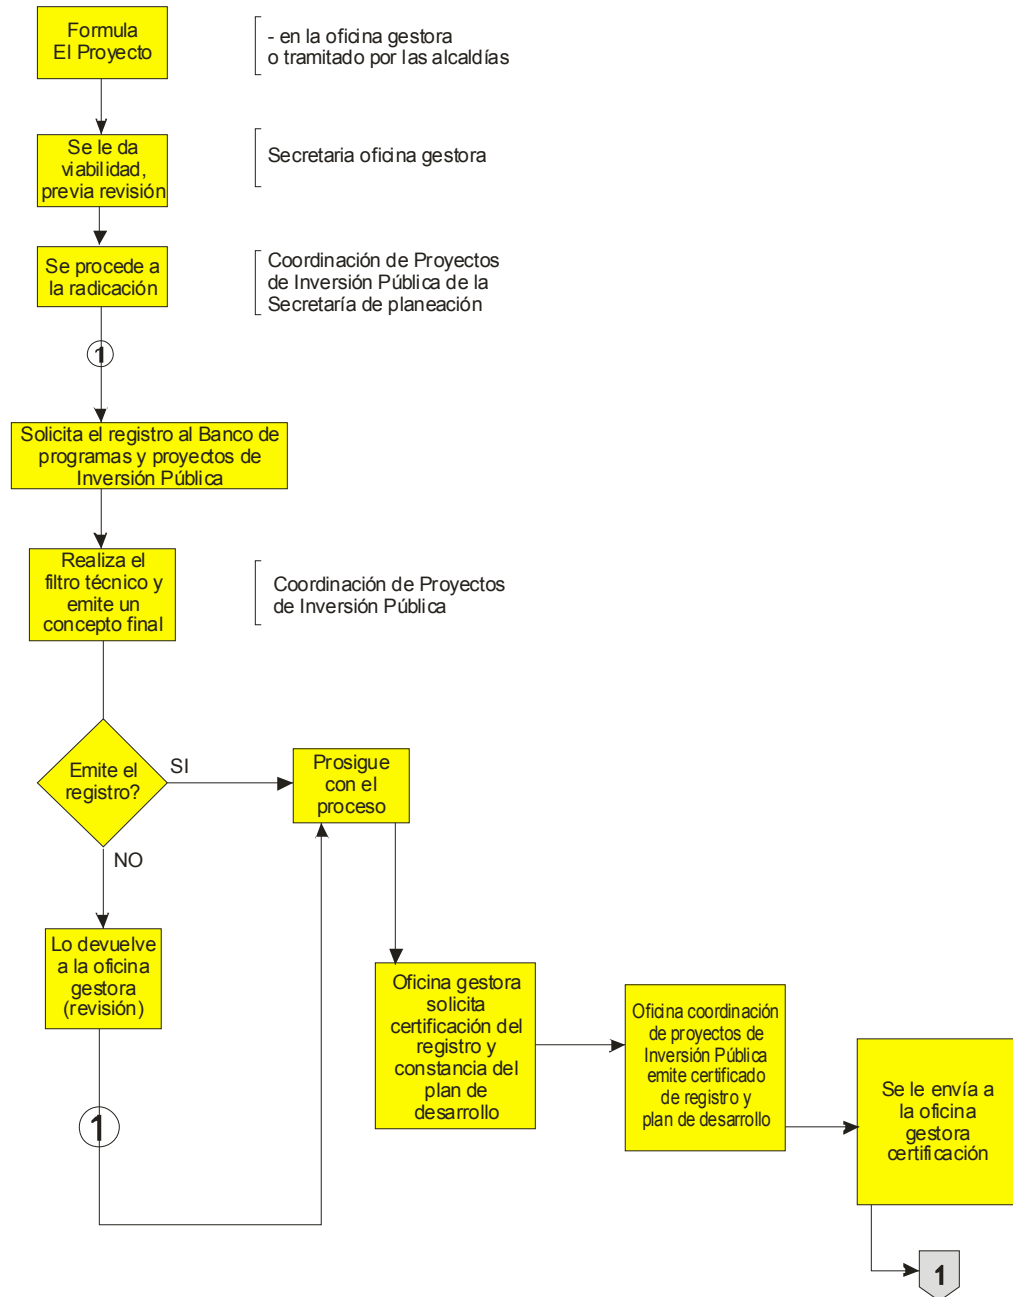 Formula
El Proyecto
- en la oficina gestora
o tramitado por las alcaldías
Se le da
viabilidad,
previa revisión
Secretaria oficina gestora
Se procede a
la radicación
Coordinación de Proyectos
de Inversión Pública de la
Secretaría de planeación
1
Solicita el registro al Banco de
programas y proyectos de
Inversión Pública
Realiza el
filtro técnico y
emite un
concepto final
Coordinación de Proyectos
de Inversión Pública
Emite el
registro?
SI
Prosigue
con el
proceso
NO
Lo devuelve
a la oficina
gestora
(revisión)
1
Oficina gestora
solicita
certificación del
registro y
constancia del
plan de
desarrollo
Oficina coordinación
de proyectos de
Inversión Pública
emite certificado
de registro y
plan de desarrollo
Se le envía a
la oficina
gestora
certificación
1